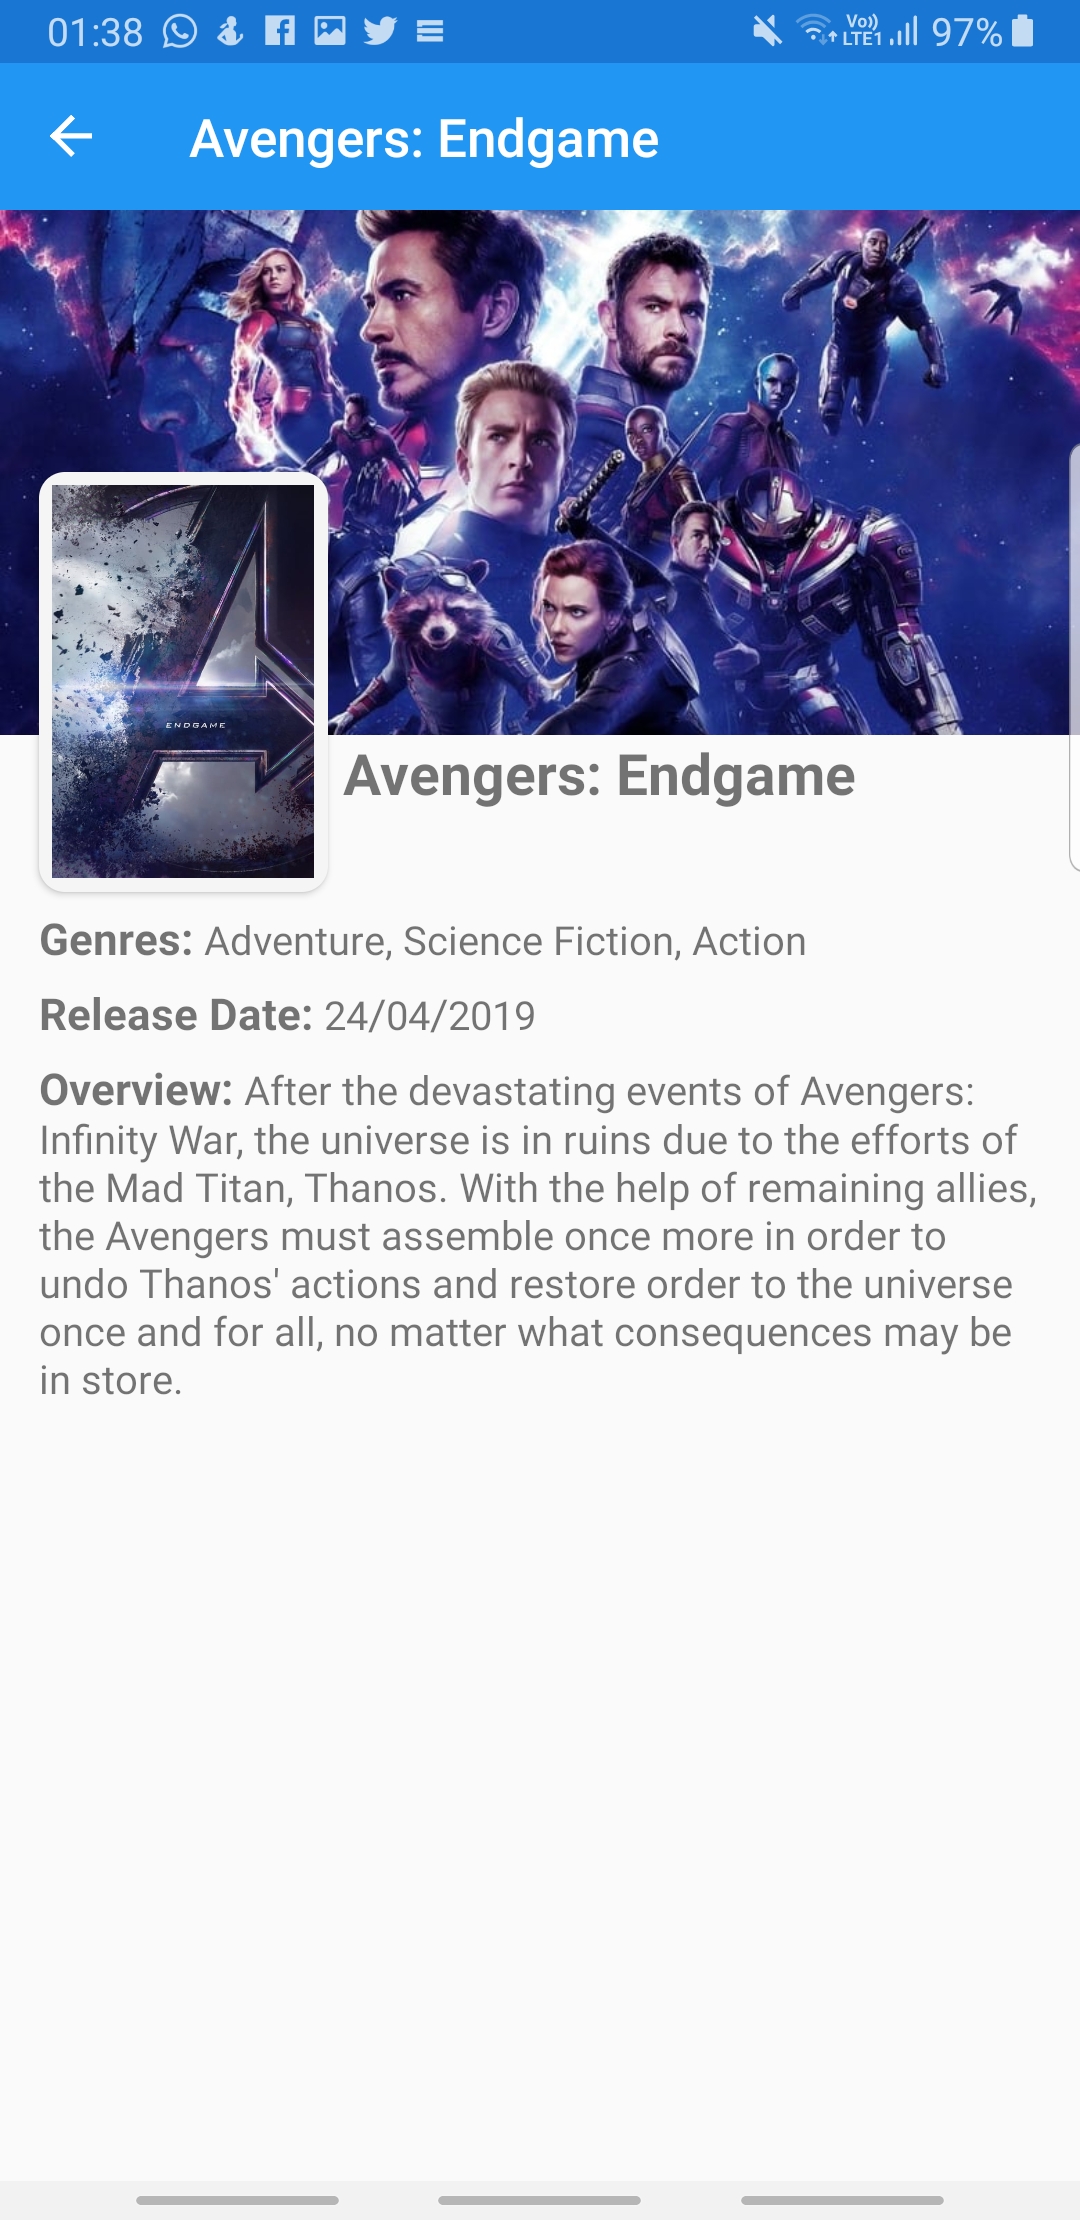 01:38 Vo)) LTE1 97%
Avengers: Endgame
ENDGAME
Avengers: Endgame
Genres: Adventure, Science Fiction, Action
Release Date: 24/04/2019
Overview: After the devastating events of Avengers:
Infinity War, the universe is in ruins due to the efforts of
the Mad Titan, Thanos. With the help of remaining allies,
the Avengers must assemble once more in order to
undo Thanos' actions and restore order to the universe
once and for all, no matter what consequences may be
in store.